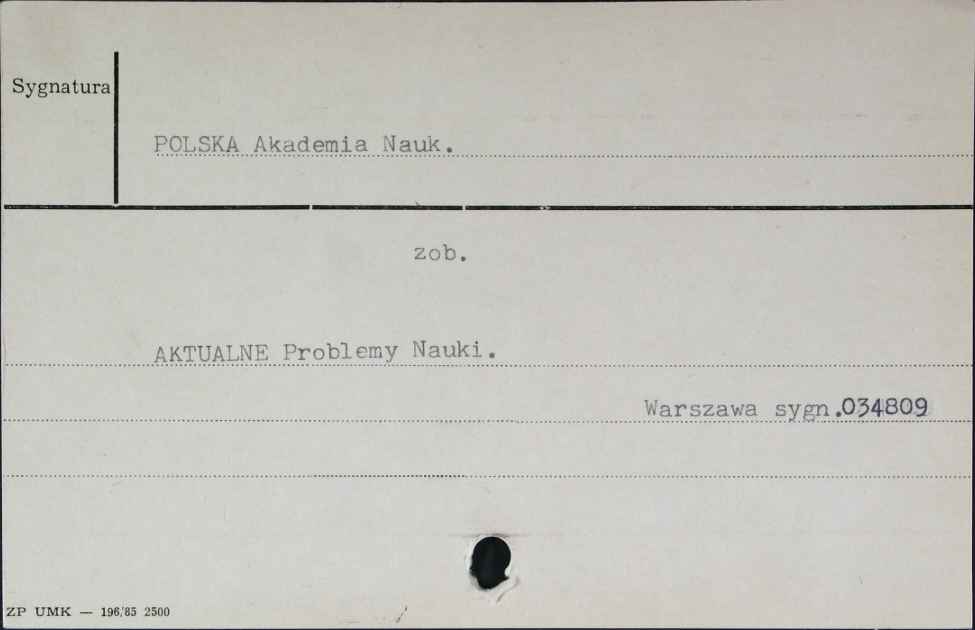 Sygnatura
POLSKA Akademia Nauk.
zob.
AKTUALNE Problemy Nauki.
Warszawa sygn.034809
ZP UMK — 196/85 2500